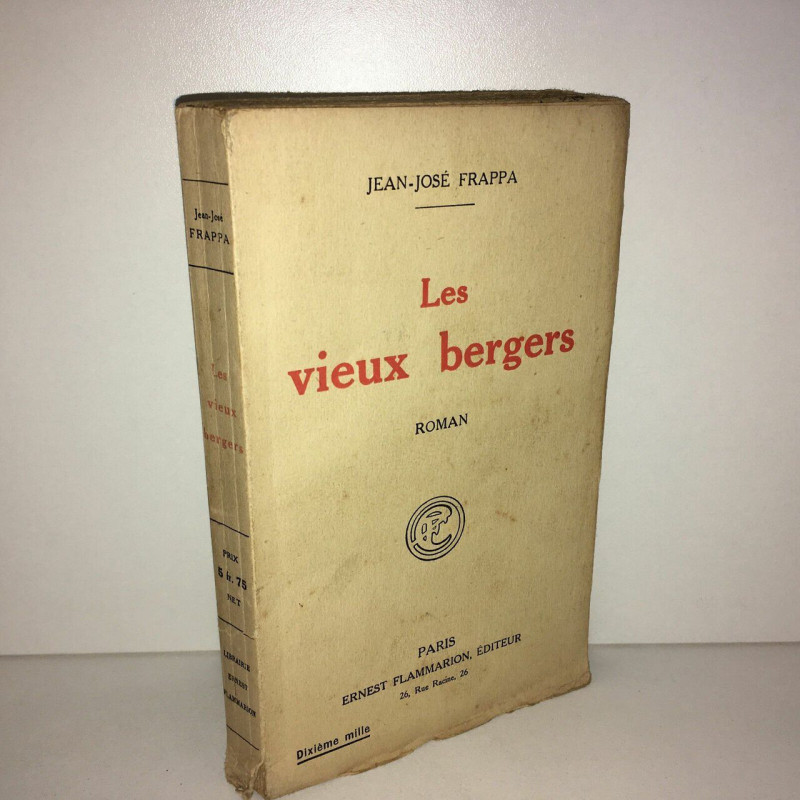 Jean-José
FRAPPA
Les
vieux
bergers
PRIX
5 fr. 75
NET
LIBRAIRIE
ERNEST
FLAMMARION
JEAN-JOSÉ FRAPPA
Les
vieux bergers
ROMAN
PARIS
ERNEST FLAMMARION, ÉDITEUR
26, Rue Racine, 26
Dixième mille